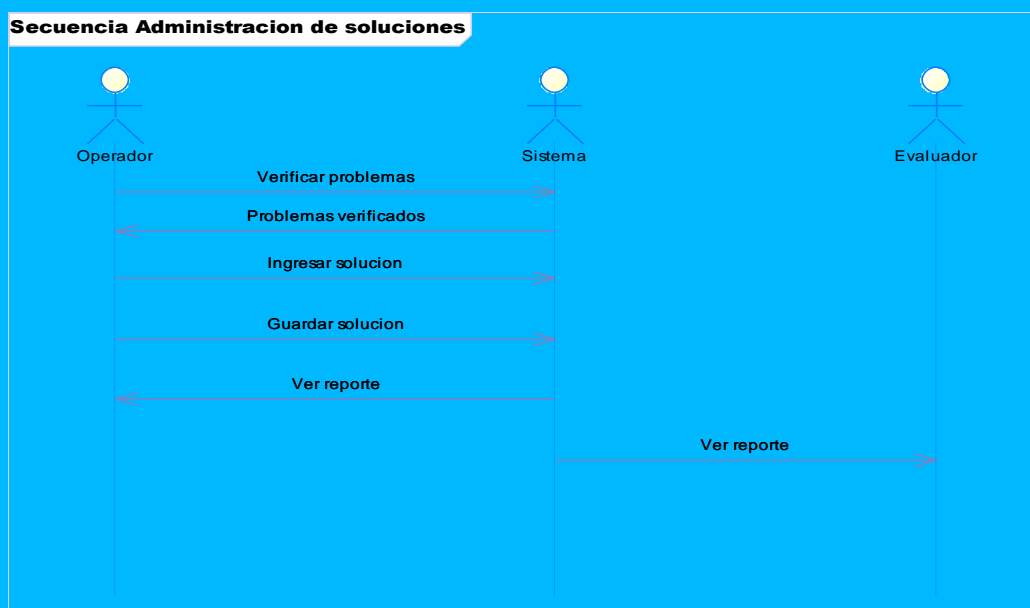 Secuencia Administracion de soluciones
Operador
Sistema
Evaluador
Verificar problemas
Problemas verificados
Ingresar solucion
Guardar solucion
Ver reporte
Ver reporte